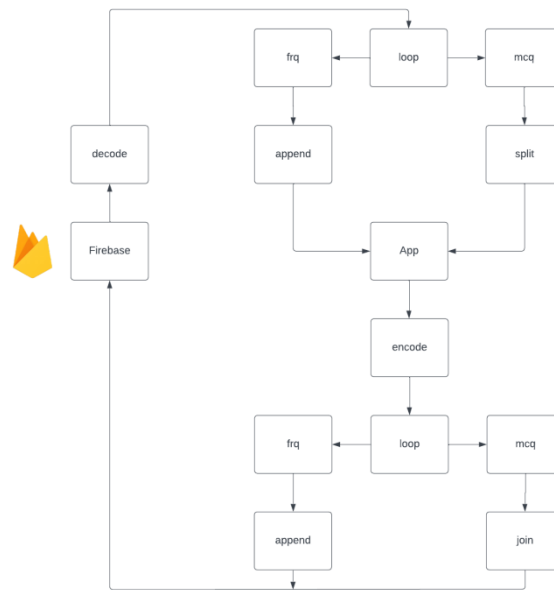 frq
loop
mcq
decode
append
split
Firebase
App
encode
frq
loop
mcq
append
join